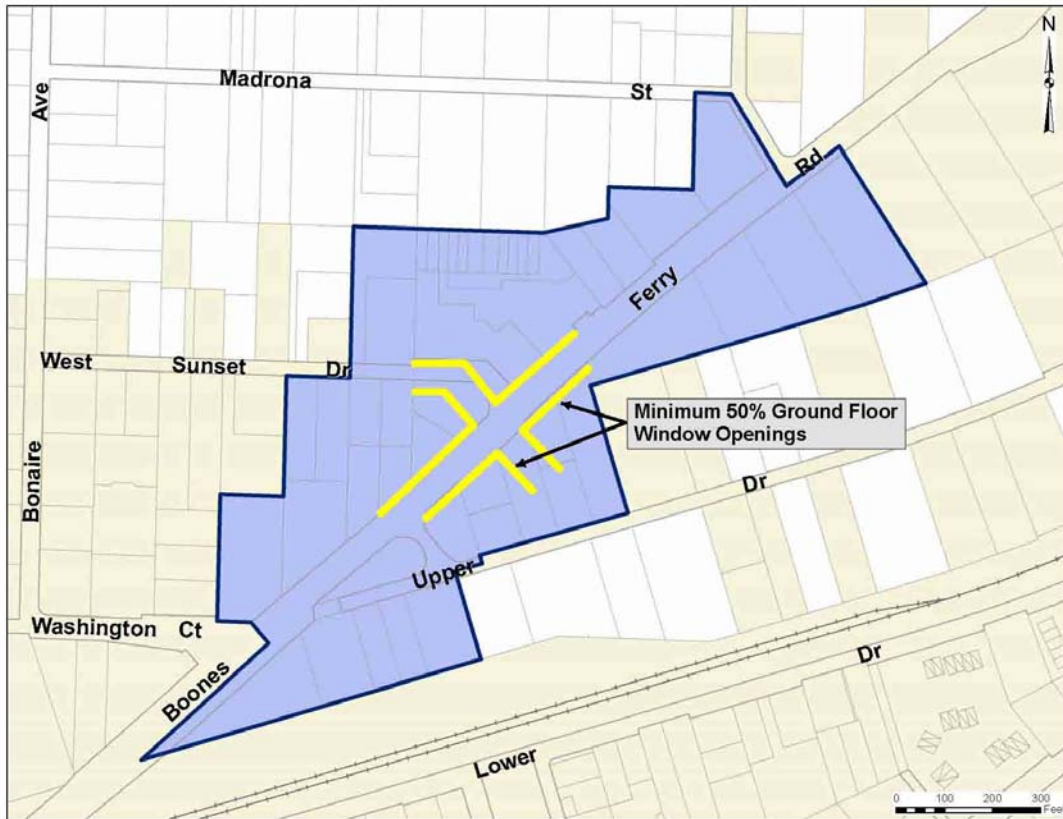 N
Madrona St
Ave
Rd
Ferry
West Sunset Dr
Minimum 50% Ground Floor
Window Openings
Bonaire
Dr
Upper
Washington Ct
Boones
Dr
Lower
0 100 200 300
Feet